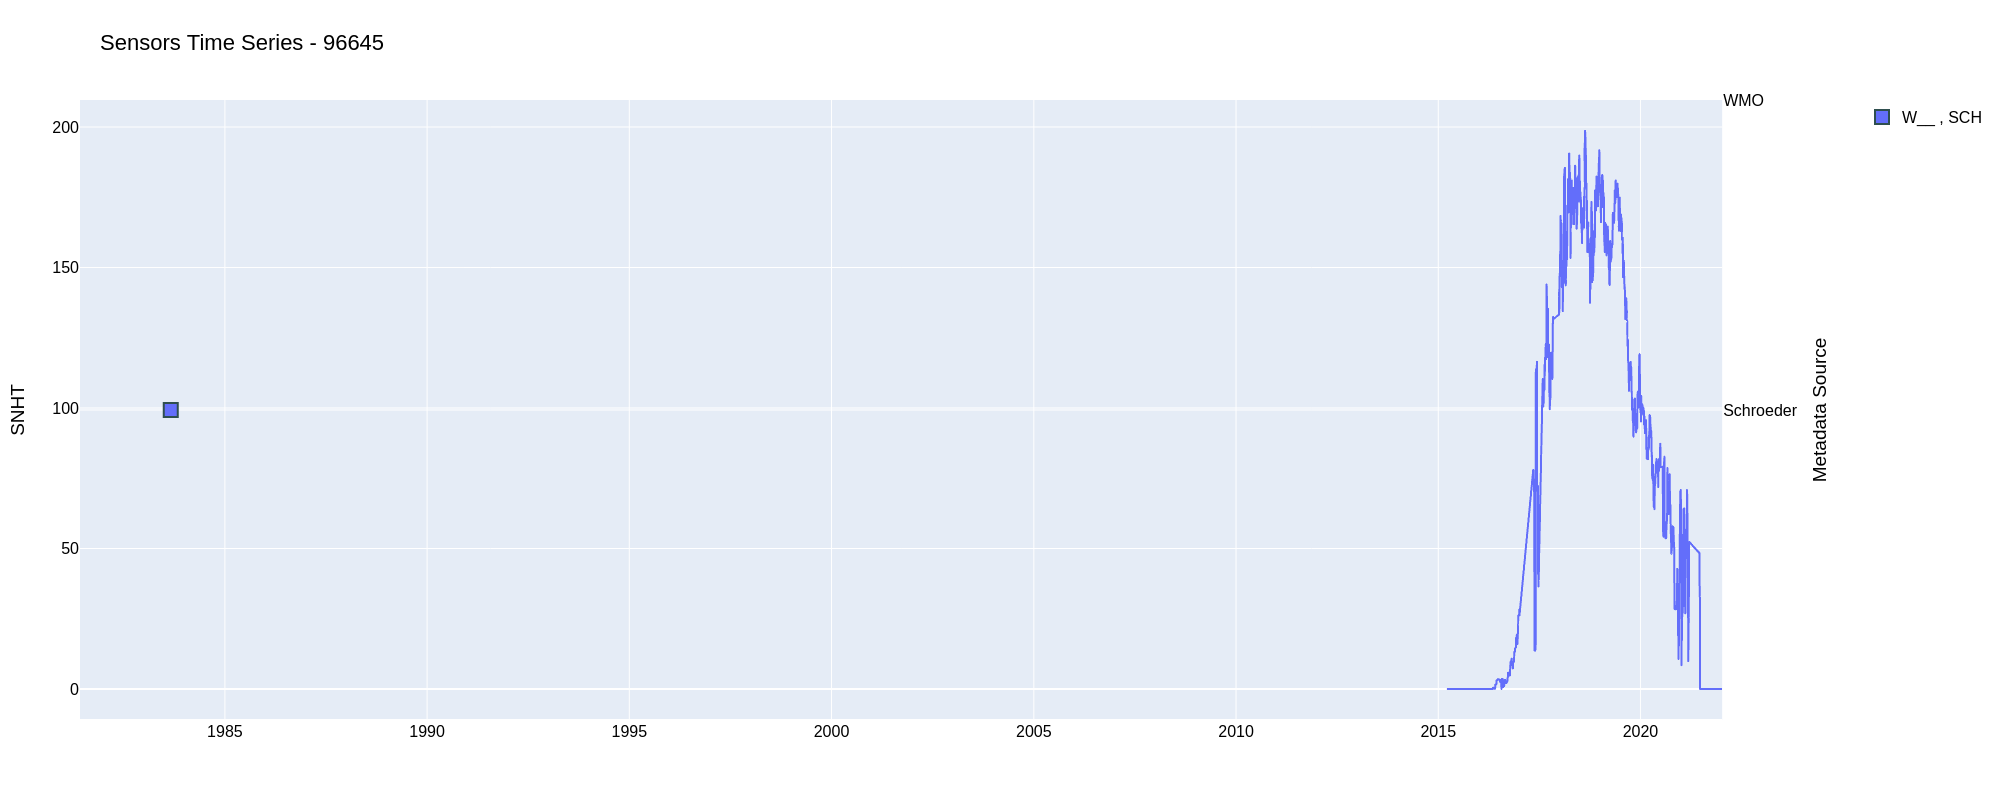 Sensors Time Series - 96645
WMO
W__ , SCH
200
150
100
50
0
SNHT
Schroeder
Metadata Source
1985
1990
1995
2000
2005
2010
2015
2020